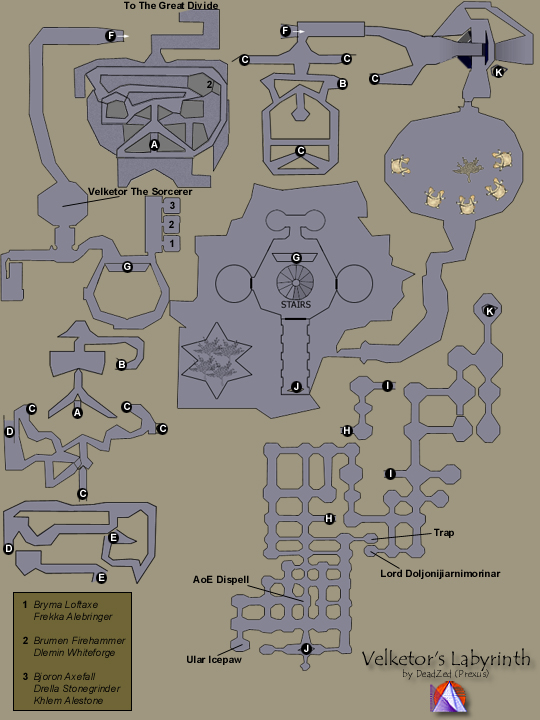 To The Great Divide
F
F
C
C
C
B
K
2
A
C
Velketor The Sorcerer
3
2
1
G
G
STAIRS
J
K
B
A
C
C
C
D
C
I
H
I
H
Trap
Lord Doljonijiarnimorinar
AoE Dispell
Ular Icepaw
J
D
E
E
1 Bryma Loftaxe
Frekka Alebringer
2 Brumen Firehammer
Dlemin Whiteforge
3 Bjoron Axefall
Drella Stonegrinder
Khlem Alestone
Velketor's Labyrinth
by DeadZed (Prexus)